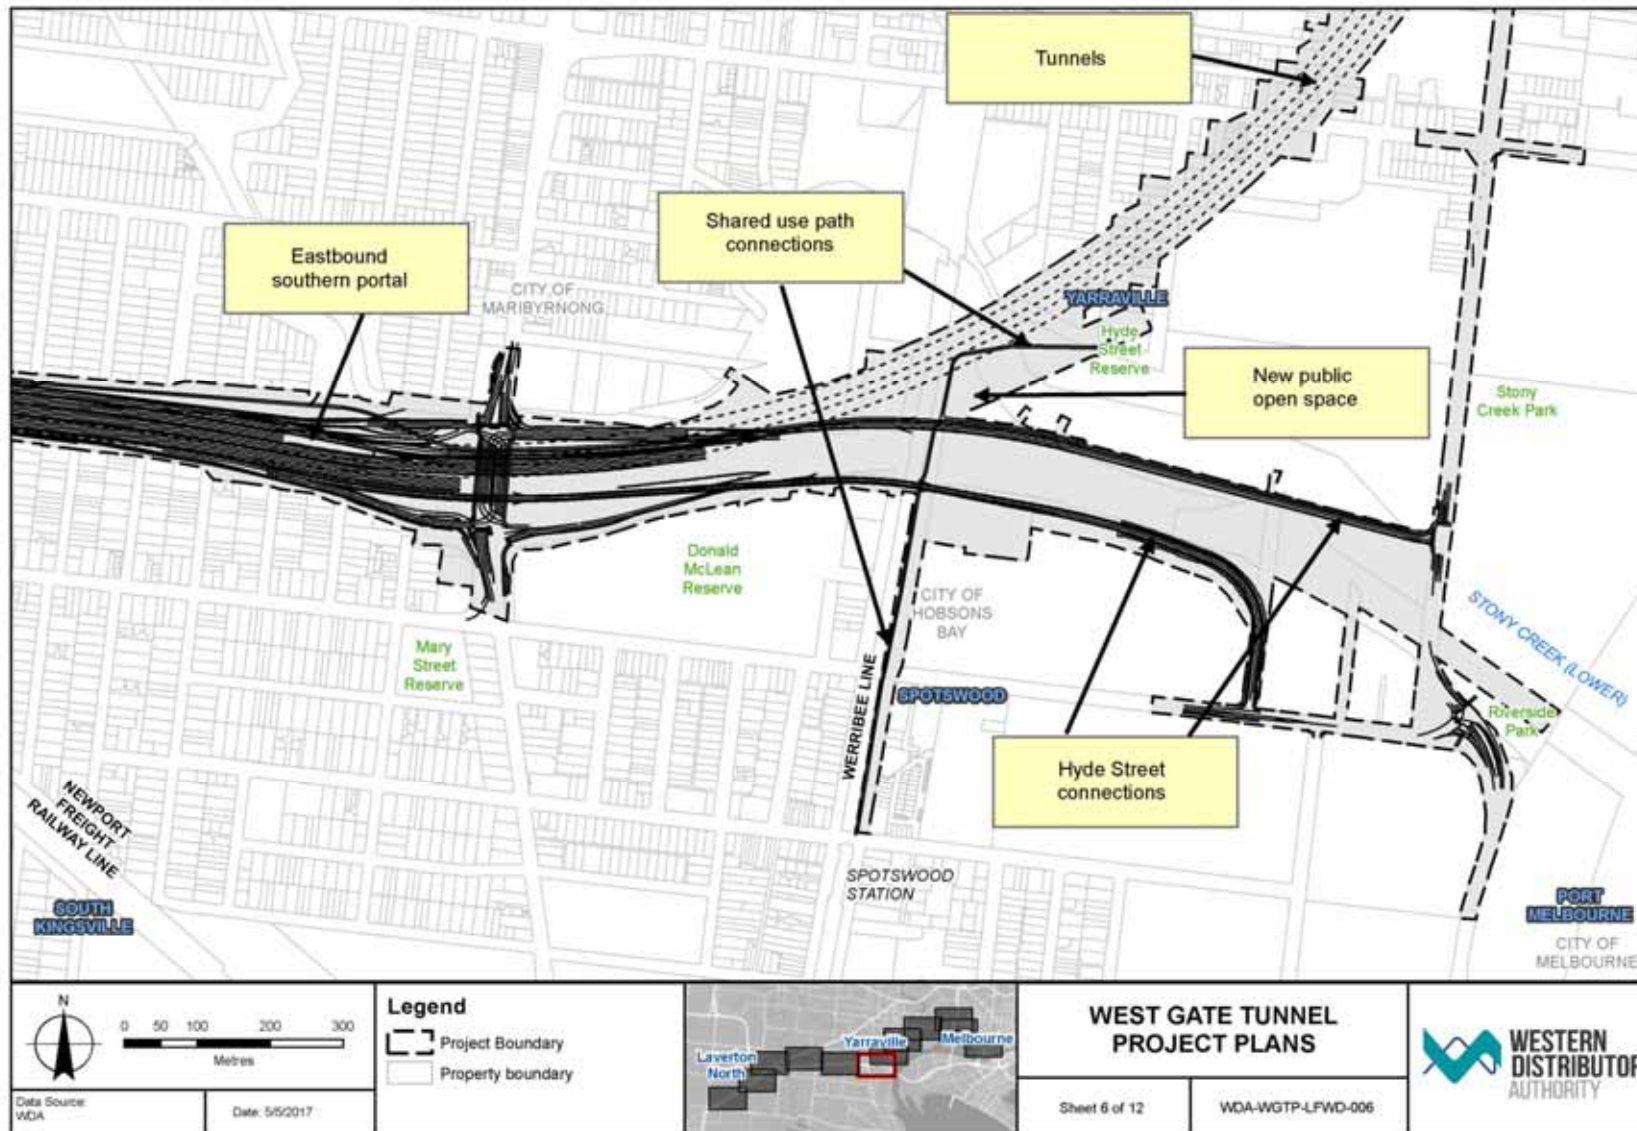 Tunnels
Shared use path
connections
Eastbound
southern portal
CITY OF
MARIBYRNONG
YARRAVILLE
Hyde
Street
Reserve
New public
open space
Stony
Creek Park
Donald
McLean
Reserve
CITY OF
HOBSONS
BAY
STONY CREEK (LOWER)
Mary
Street
Reserve
WERRIBEE LINE
SPOTSWOOD
Riverside
Park
Hyde Street
connections
NEWPORT
FREIGHT
RAILWAY LINE
SPOTSWOOD
STATION
SOUTH
KINGSVILLE
PORT
MELBOURNE
CITY OF
MELBOURNE
N
0 50 100 200 300
Metres
Data Source:
WDA
Date: 5/5/2017
Legend
Project Boundary
Property boundary
Laverton
North
Yarraville
Melbourne
WEST GATE TUNNEL
PROJECT PLANS
Sheet 6 of 12
WDA-WGTP-LFWD-006
WESTERN
DISTRIBUTOR
AUTHORITY